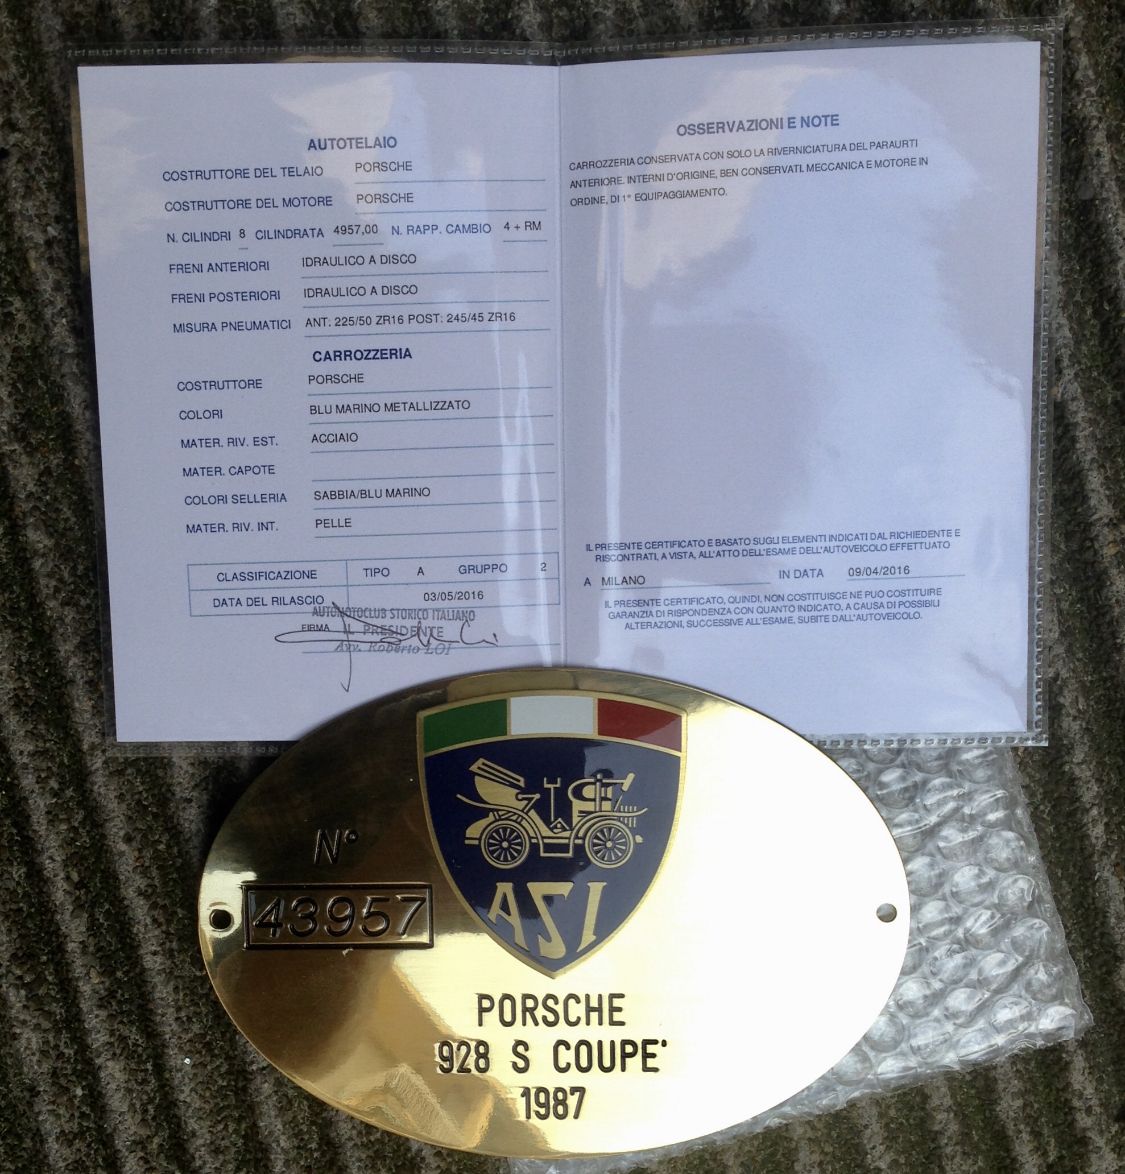 AUTOTELAIO
COSTRUTTORE DEL TELAIO PORSCHE
COSTRUTTORE DEL MOTORE PORSCHE
N. CILINDRI 8 CILINDRATA 4957,00 N. RAPP. CAMBIO 4 + RM
FRENI ANTERIORI IDRAULICO A DISCO
FRENI POSTERIORI IDRAULICO A DISCO
MISURA PNEUMATICI ANT. 225/50 ZR16 POST: 245/45 ZR16
CARROZZERIA
COSTRUTTORE PORSCHE
COLORI BLU MARINO METALLIZZATO
MATER. RIV. EST. ACCIAIO
MATER. CAPOTE
COLORI SELLERIA SABBIA/BLU MARINO
MATER. RIV. INT. PELLE
CLASSIFICAZIONE TIPO A GRUPPO 2
DATA DEL RILASCIO 03/05/2016
AUTOMOTOCLUB STORICO ITALIANO
FIRMA IL PRESIDENTE
Avv. Roberto LOI
OSSERVAZIONI E NOTE
CARROZZERIA CONSERVATA CON SOLO LA RIVERNICIATURA DEL PARAURTI
ANTERIORE. INTERNI D'ORIGINE, BEN CONSERVATI. MECCANICA E MOTORE IN
ORDINE, DI 1° EQUIPAGGIAMENTO.
IL PRESENTE CERTIFICATO E BASATO SUGLI ELEMENTI INDICATI DAL RICHIEDENTE E
RISCONTRATI, A VISTA, ALL'ATTO DELL'ESAME DELL'AUTOVEICOLO EFFETTUATO
A MILANO IN DATA 09/04/2016
IL PRESENTE CERTIFICATO, QUINDI, NON COSTITUISCE NE PUO COSTITUIRE
GARANZIA DI RISPONDENZA CON QUANTO INDICATO, A CAUSA DI POSSIBILI
ALTERAZIONI, SUCCESSIVE ALL'ESAME, SUBITE DALL'AUTOVEICOLO.
N°
43957
ASI
PORSCHE
928 S COUPE'
1987